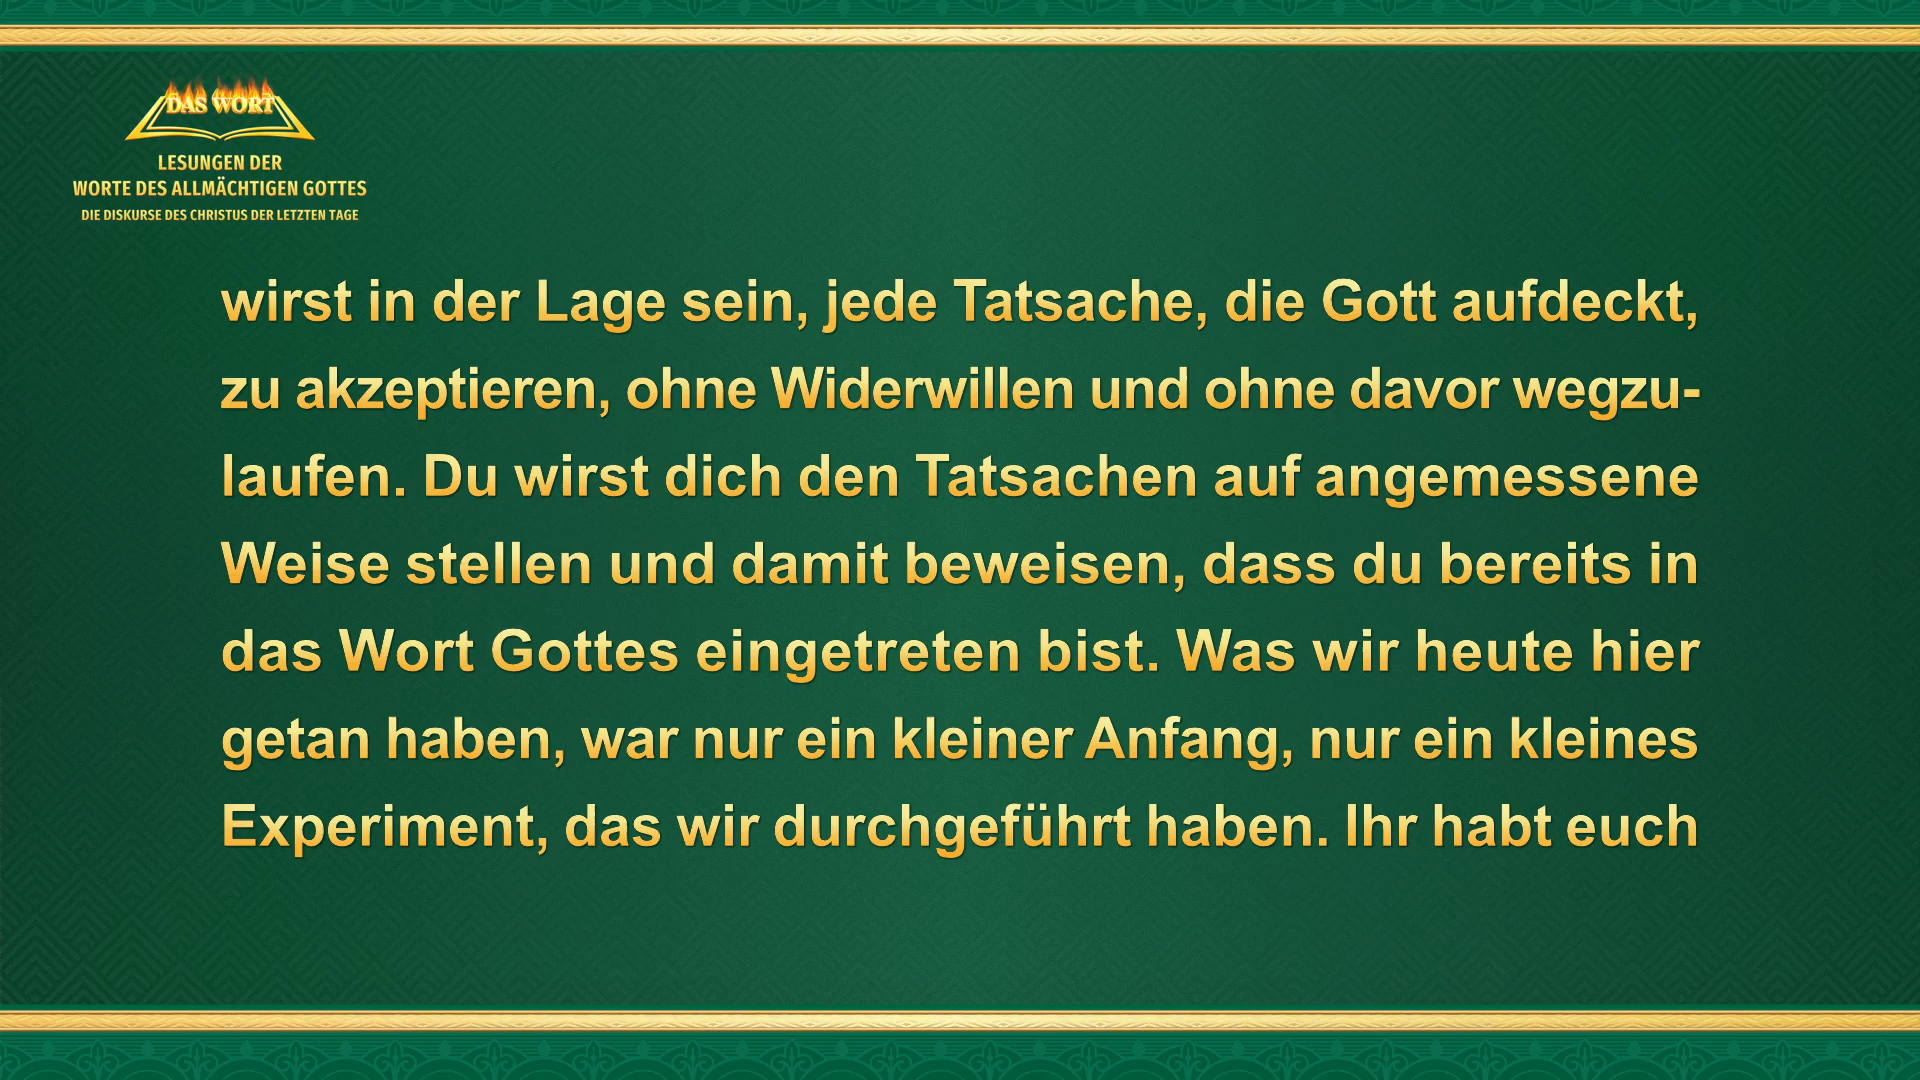 DAS WORT
LESUNGEN DER
WORTE DES ALLMÄCHTIGEN GOTTES
DIE DISKURSE DES CHRISTUS DER LETZTEN TAGE
wirst in der Lage sein, jede Tatsache, die Gott aufdeckt,
zu akzeptieren, ohne Widerwillen und ohne davor wegzu-
laufen. Du wirst dich den Tatsachen auf angemessene
Weise stellen und damit beweisen, dass du bereits in
das Wort Gottes eingetreten bist. Was wir heute hier
getan haben, war nur ein kleiner Anfang, nur ein kleines
Experiment, das wir durchgeführt haben. Ihr habt euch